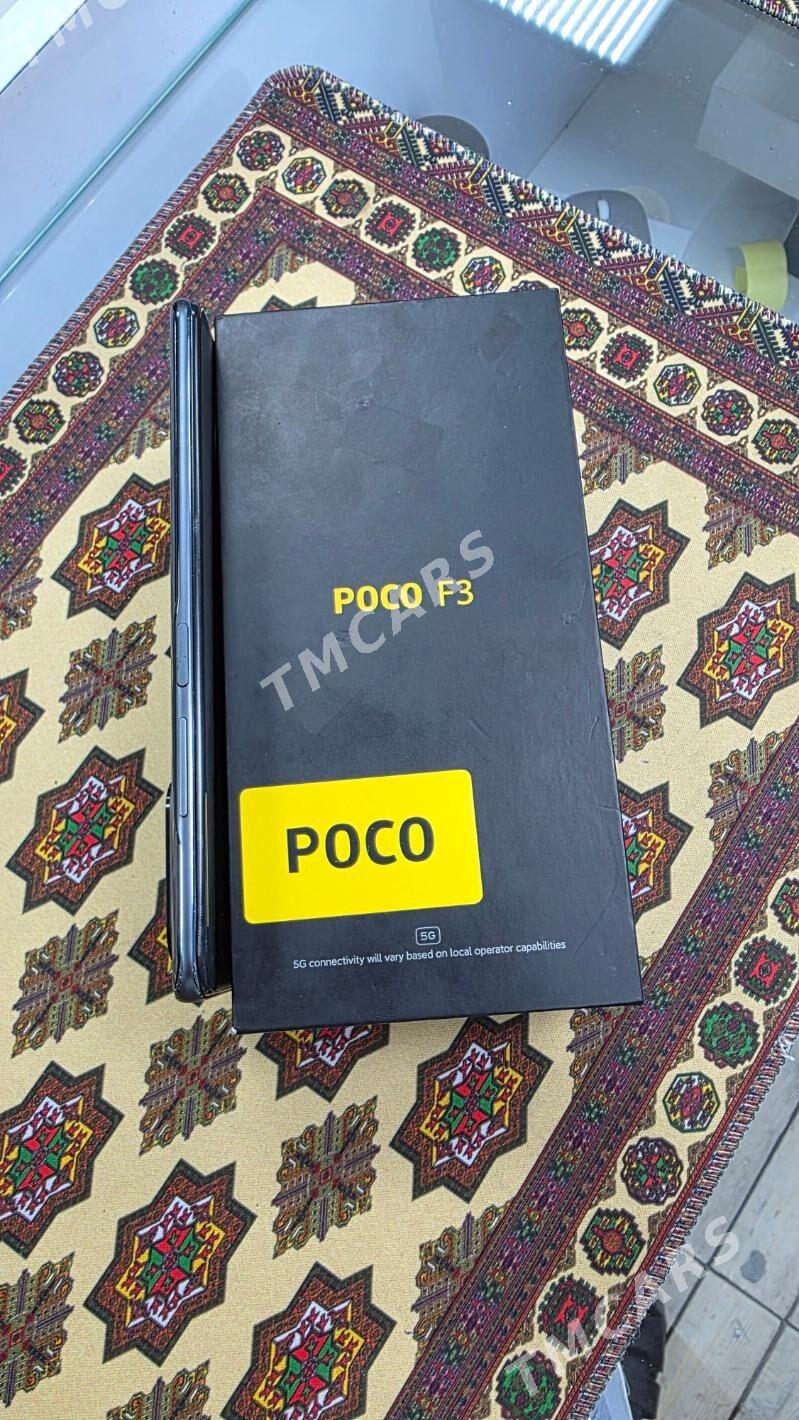 POCO F3
TMCARS
POCO
5G
5G connectivity will vary based on local operator capabilities
TMCARS